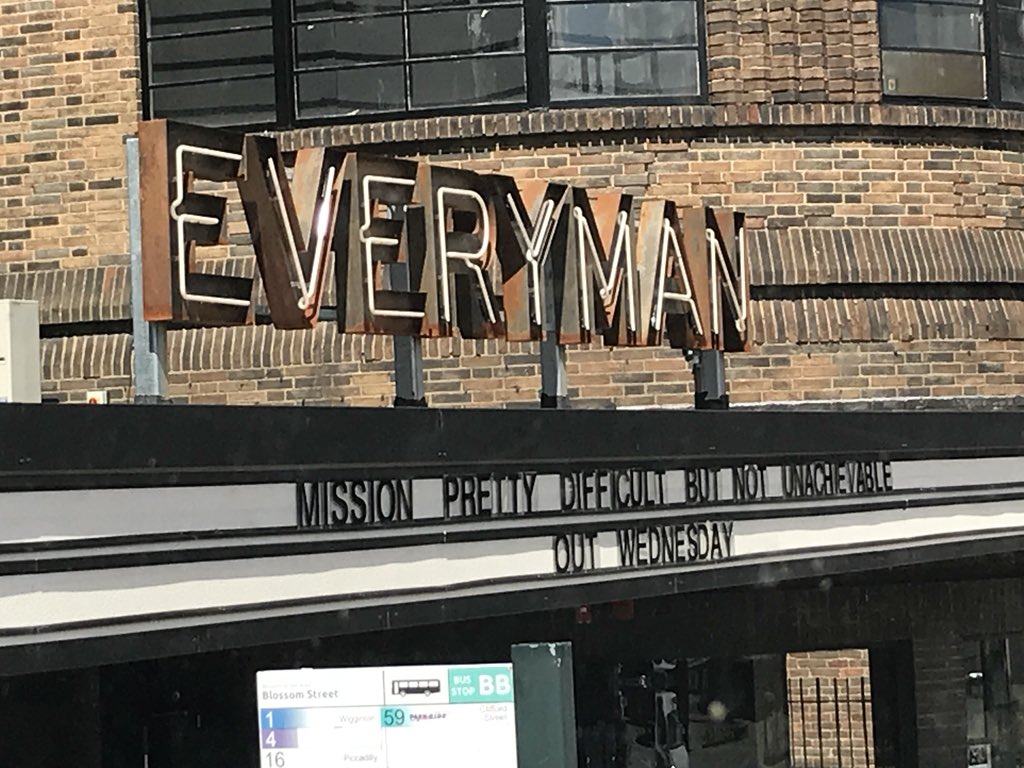 EVERYMAN
MISSION PRETTY DIFFICULT BUT NOT UNACHIEVABLE
OUT WEDNESDAY
Blossom Street
BUS STOP BB
1 Wigginton 59
4
16 Piccadilly